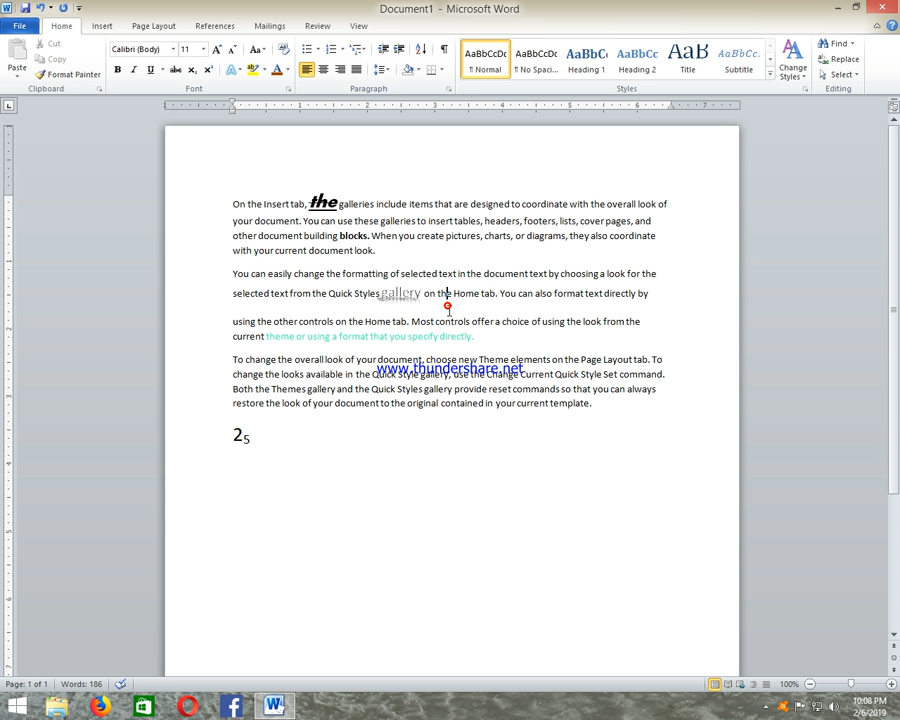 Document1 - Microsoft Word
File Home Insert Page Layout References Mailings Review View
Paste Cut Copy Format Painter
Calibri (Body) 11
AaBbCcDc ¶ Normal AaBbCcDc ¶ No Spaci... AaBbC Heading 1 AaBbCc Heading 2 AaB Title AaBbCc. Subtitle
Change Styles
Find Replace Select
Clipboard Font Paragraph Styles Editing
1 1 2 3 4 5 6 7
On the Insert tab, the galleries include items that are designed to coordinate with the overall look of
your document. You can use these galleries to insert tables, headers, footers, lists, cover pages, and
other document building blocks. When you create pictures, charts, or diagrams, they also coordinate
with your current document look.
You can easily change the formatting of selected text in the document text by choosing a look for the
selected text from the Quick Styles gallery on the Home tab. You can also format text directly by
using the other controls on the Home tab. Most controls offer a choice of using the look from the
current theme or using a format that you specify directly.
To change the overall look of your document, choose new Theme elements on the Page Layout tab. To
www.thundershare.net
change the looks available in the Quick Style gallery, use the Change Current Quick Style Set command.
Both the Themes gallery and the Quick Styles gallery provide reset commands so that you can always
restore the look of your document to the original contained in your current template.
25
Page: 1 of 1 Words: 186 100%
10:08 PM
2/6/2019